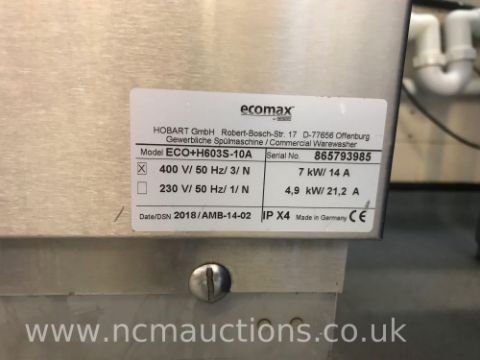 ecomax
by HOBART
HOBART GmbH Robert-Bosch-Str. 17 D-77656 Offenburg
Gewerbliche Spülmaschine / Commercial Warewasher
Model ECO+H603S-10A Serial No. 865793985
☒ 400 V/ 50 Hz/ 3/ N 7 kW/ 14 A
☐ 230 V/ 50 Hz/ 1/ N 4,9 kW/ 21,2 A
Date/DSN 2018/AMB-14-02 IP X4 Made in Germany CE
www.ncmauctions.co.uk